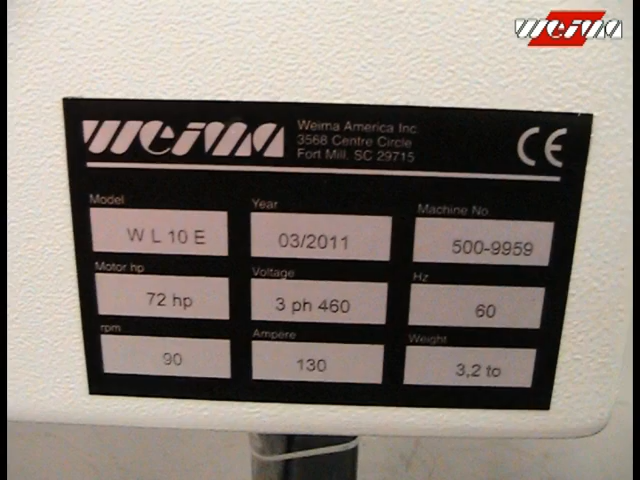 weima
weima
Weima America Inc
3568 Centre Circle
Fort Mill, SC 29715
CE
Model Year Machine No
W L 10 E 03/2011 500-9959
Motor hp Voltage Hz
72 hp 3 ph 460 60
rpm Ampére Weight
90 130 3,2 to